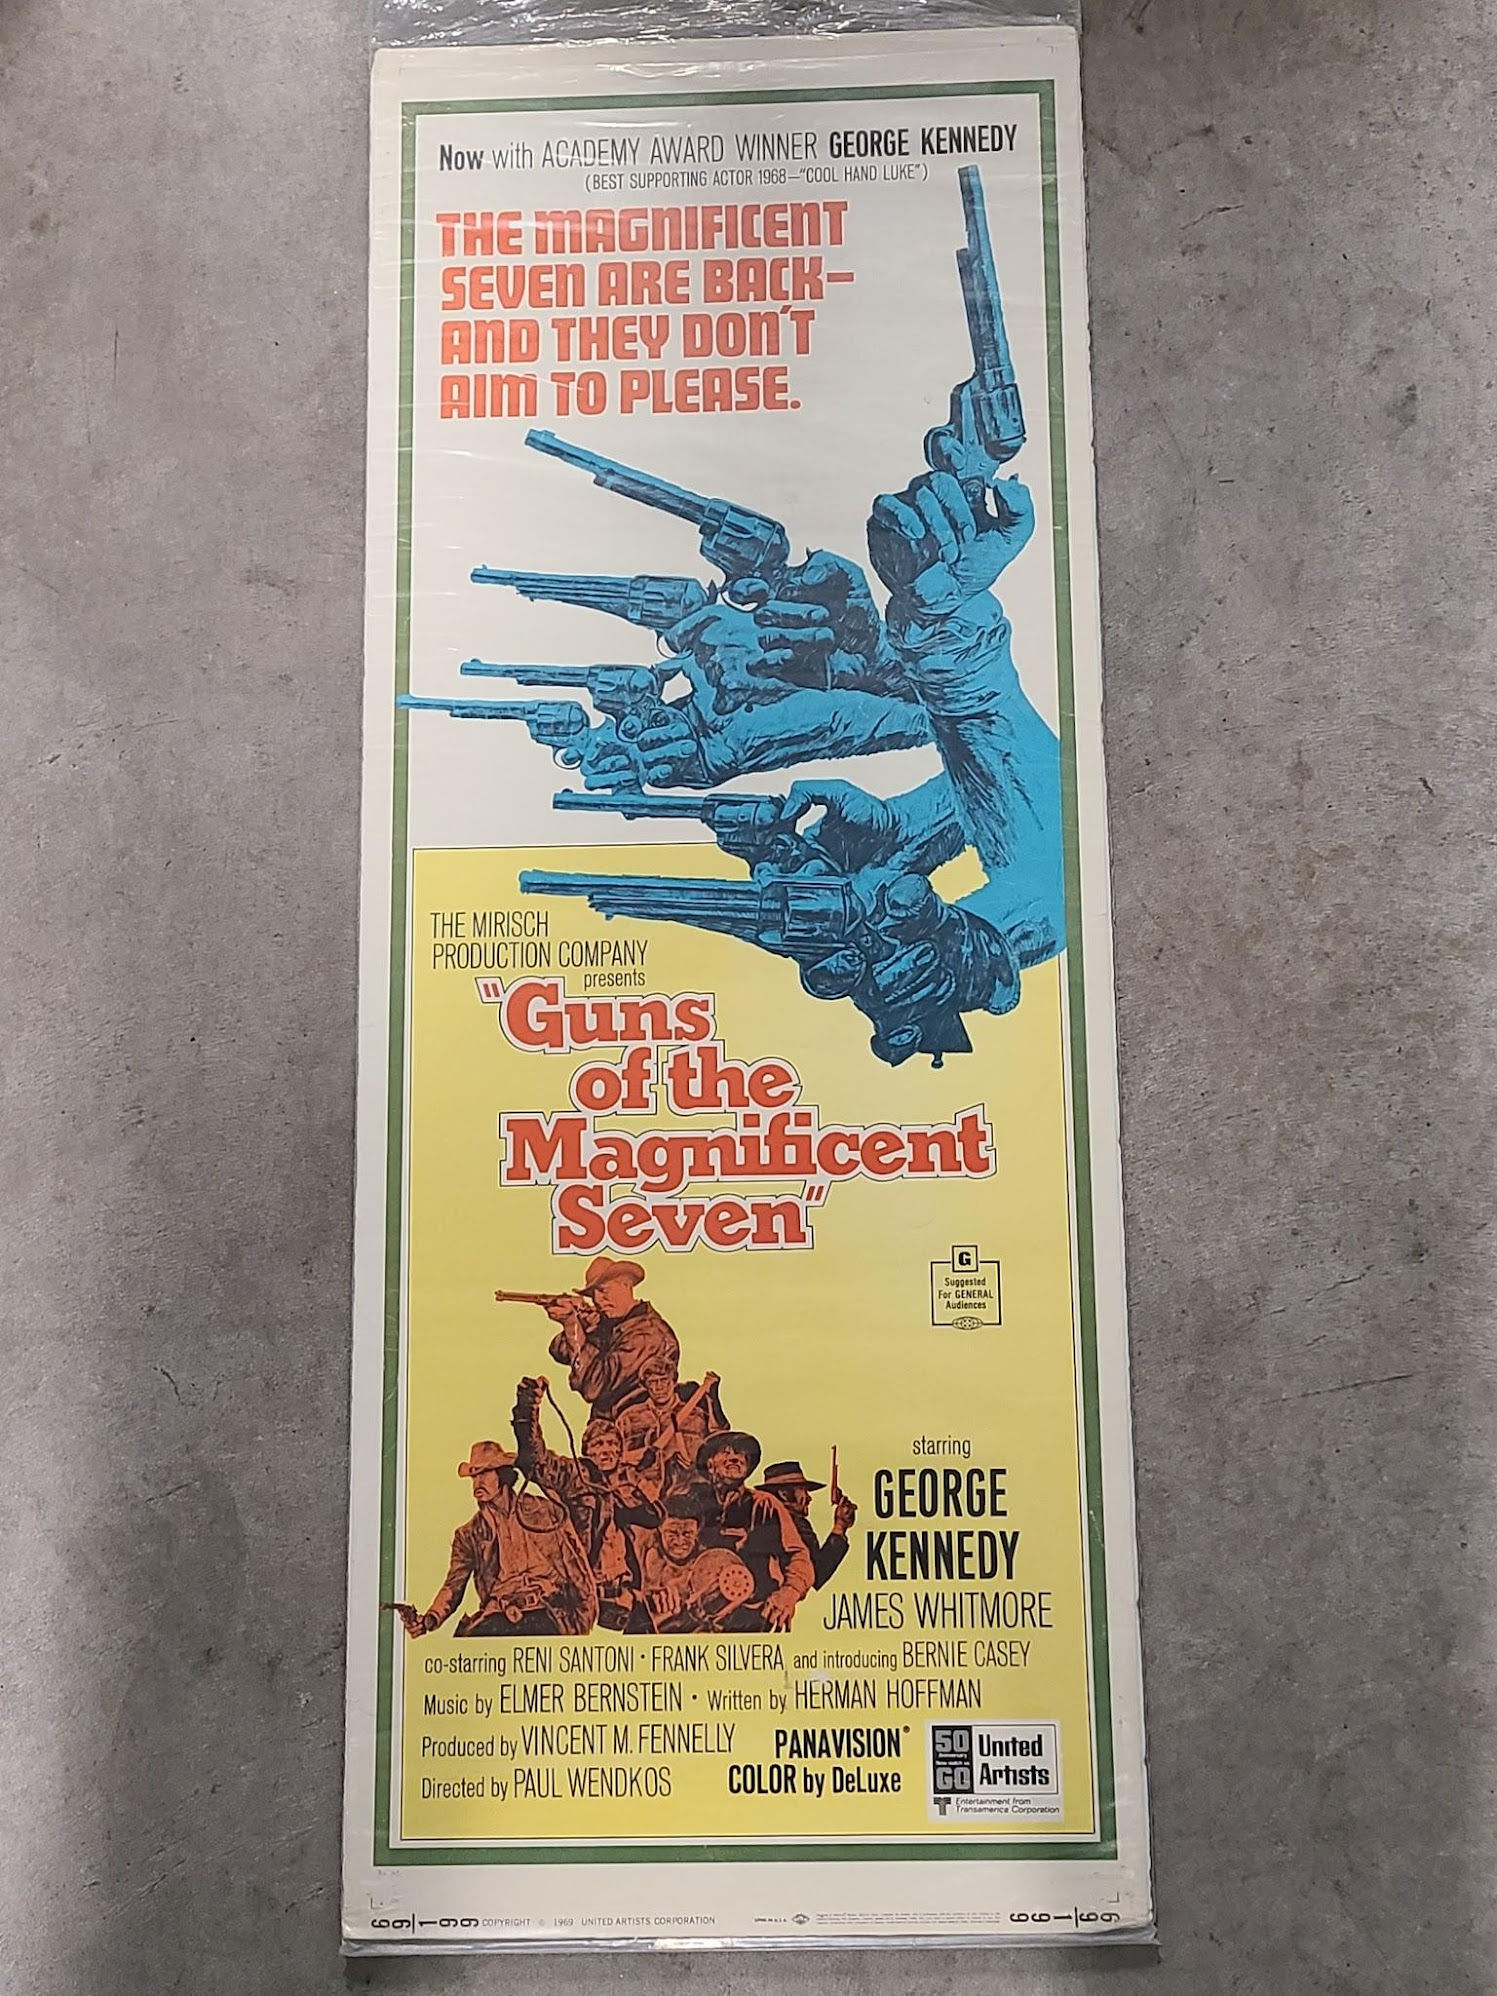 Now with ACADEMY AWARD WINNER GEORGE KENNEDY
(BEST SUPPORTING ACTOR 1968—"COOL HAND LUKE")
THE MAGNIFICENT
SEVEN ARE BACK—
AND THEY DON'T
AIM TO PLEASE.
THE MIRISCH
PRODUCTION COMPANY
presents
"Guns
of the
Magnificent
Seven"
G
Suggested
For GENERAL
Audiences
starring
GEORGE
KENNEDY
JAMES WHITMORE
co-starring RENI SANTONI · FRANK SILVERA and introducing BERNIE CASEY
Music by ELMER BERNSTEIN · Written by HERMAN HOFFMAN
Produced by VINCENT M. FENNELLY
Directed by PAUL WENDKOS
PANAVISION®
COLOR by DeLuxe
50
GO
United
Artists
T Entertainment from
Transamerica Corporation
69/199 COPYRIGHT © 1969 UNITED ARTISTS CORPORATION
69/199